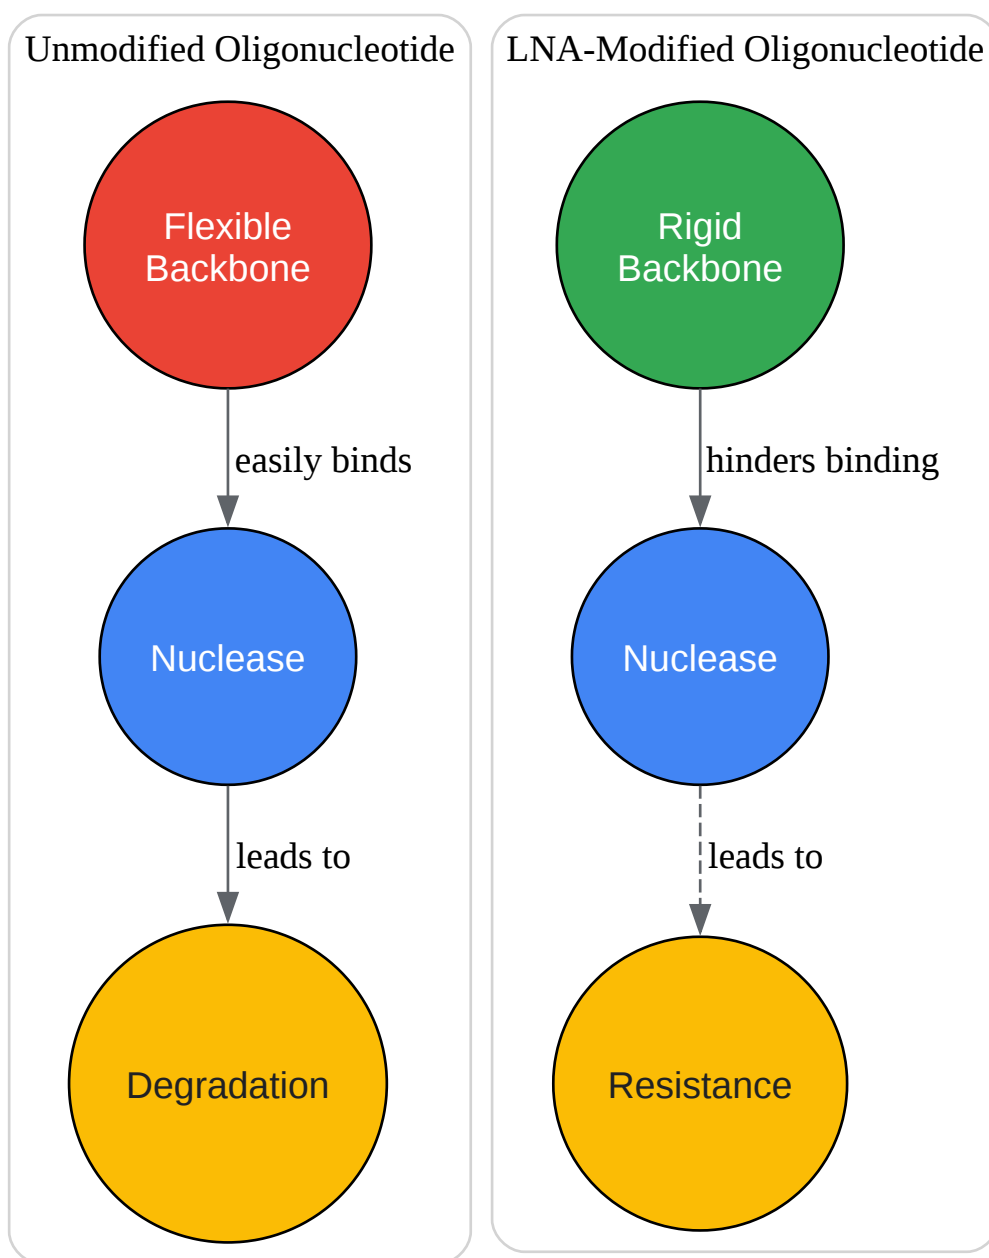 Unmodified Oligonucleotide
Flexible
Backbone
easily binds
Nuclease
leads to
Degradation
LNA-Modified Oligonucleotide
Rigid
Backbone
hinders binding
Nuclease
leads to
Resistance